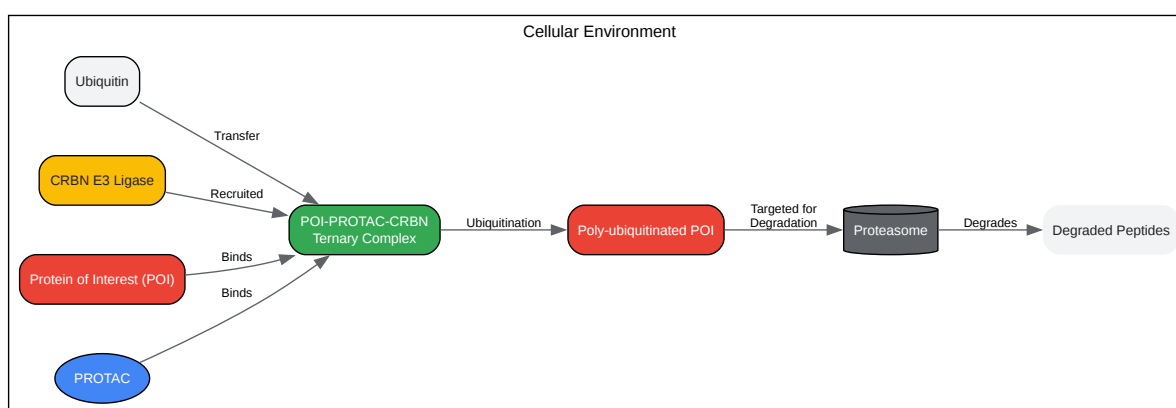 Cellular Environment
Ubiquitin
Transfer
CRBN E3 Ligase
Recruited
POI-PROTAC-CRBN
Ternary Complex
Ubiquitination
Poly-ubiquitinated POI
Targeted for
Degradation
Proteasome
Degrades
Degraded Peptides
Protein of Interest (POI)
Binds
Binds
PROTAC